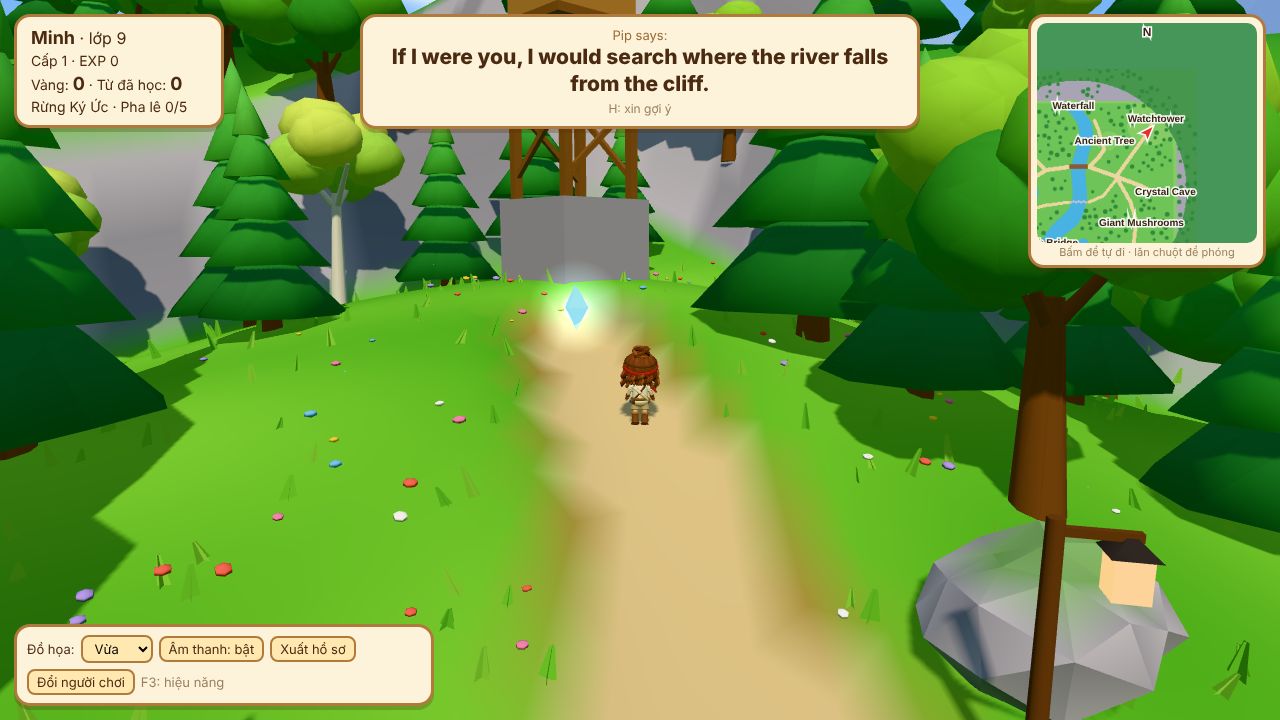 Minh · lớp 9
Cấp 1 · EXP 0
Vàng: 0 · Từ đã học: 0
Rừng Ký Ức · Pha lê 0/5
Pip says:
If I were you, I would search where the river falls
from the cliff.
H: xin gợi ý
N
Waterfall
Watchtower
Ancient Tree
Crystal Cave
Giant Mushrooms
Bridge
Bấm để tự đi · lăn chuột để phóng
Đồ họa:
Vừa
Âm thanh: bật
Xuất hồ sơ
Đổi người chơi
F3: hiệu năng